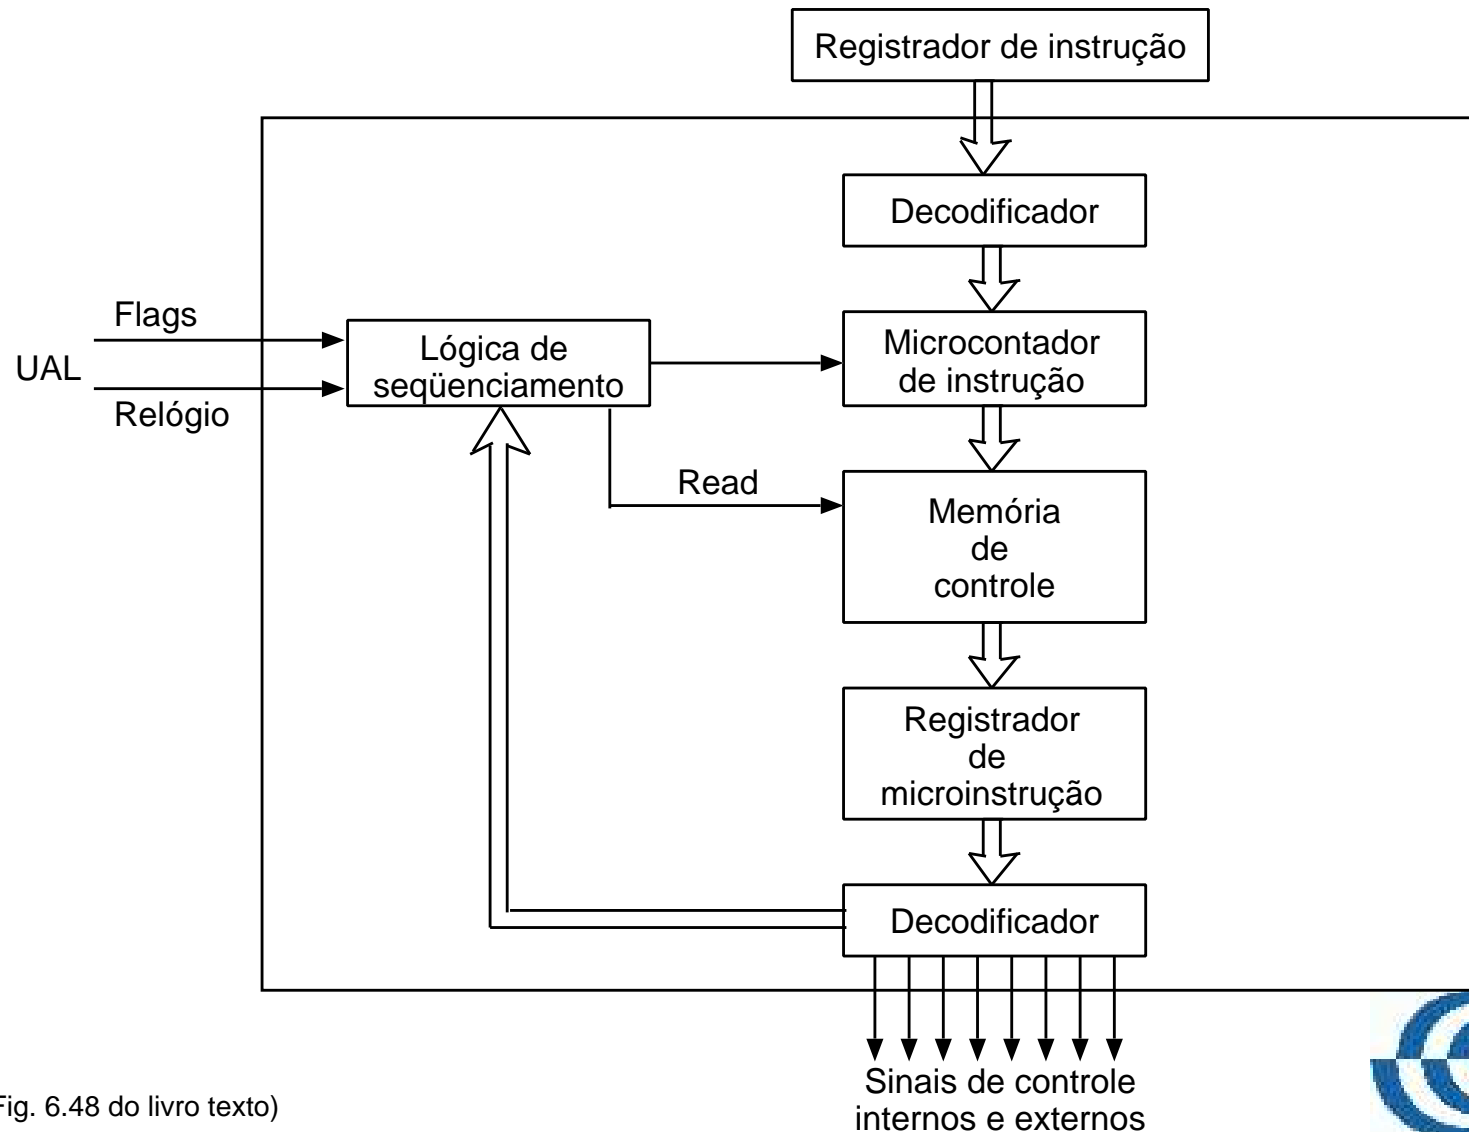 Registrador de instrução
Decodificador
Flags
UAL
Relógio
Lógica de
seqüenciamento
Microcontador
de instrução
Read
Memória
de
controle
Registrador
de
microinstrução
Decodificador
Sinais de controle
internos e externos
Fig. 6.48 do livro texto)